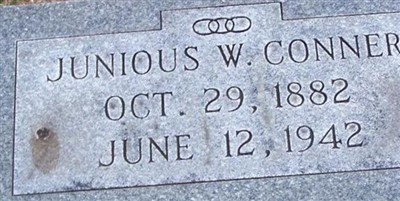 JUNIOUS W. CONNER
OCT. 29, 1882
JUNE 12, 1942